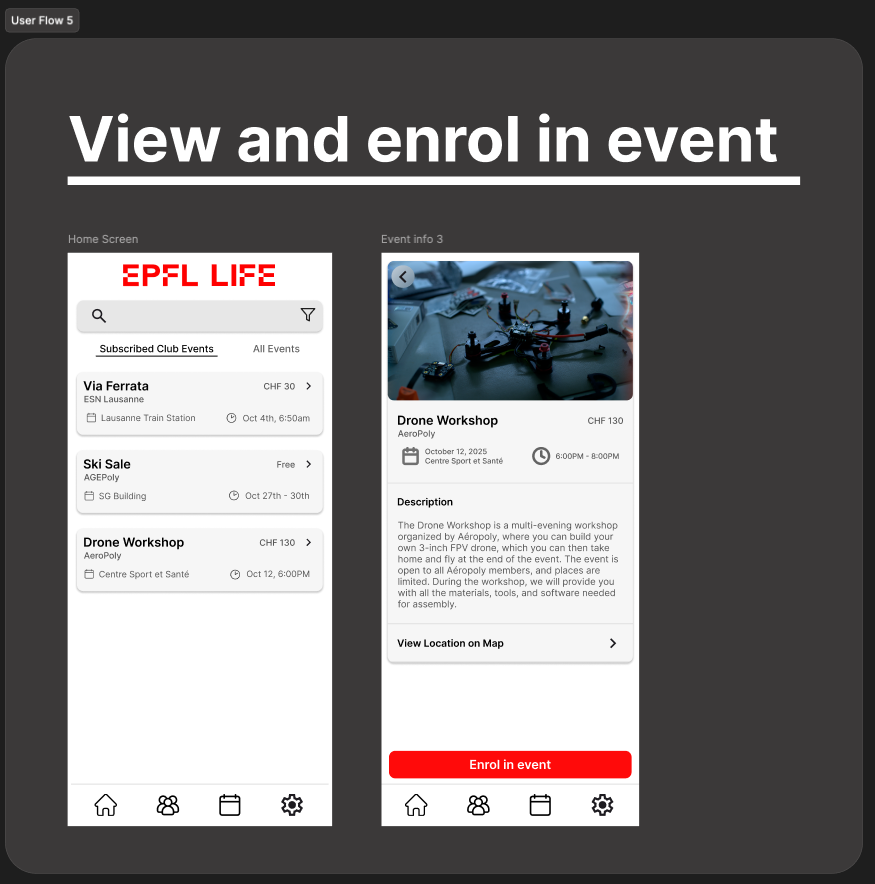 User Flow 5
View and enrol in event
Home Screen
EPFL LIFE
Subscribed Club Events
All Events
Via Ferrata
CHF 30
ESN Lausanne
Lausanne Train Station
Oct 4th, 6:50am
Ski Sale
Free
AGEPoly
SG Building
Oct 27th - 30th
Drone Workshop
CHF 130
AeroPoly
Centre Sport et Santé
Oct 12, 6:00PM
Event info 3
Drone Workshop
CHF 130
AeroPoly
October 12, 2025
Centre Sport et Santé
6:00PM - 8:00PM
Description
The Drone Workshop is a multi-evening workshop
organized by Aéropoly, where you can build your
own 3-inch FPV drone, which you can then take
home and fly at the end of the event. The event is
open to all Aéropoly members, and places are
limited. During the workshop, we will provide you
with all the materials, tools, and software needed
for assembly.
View Location on Map
Enrol in event